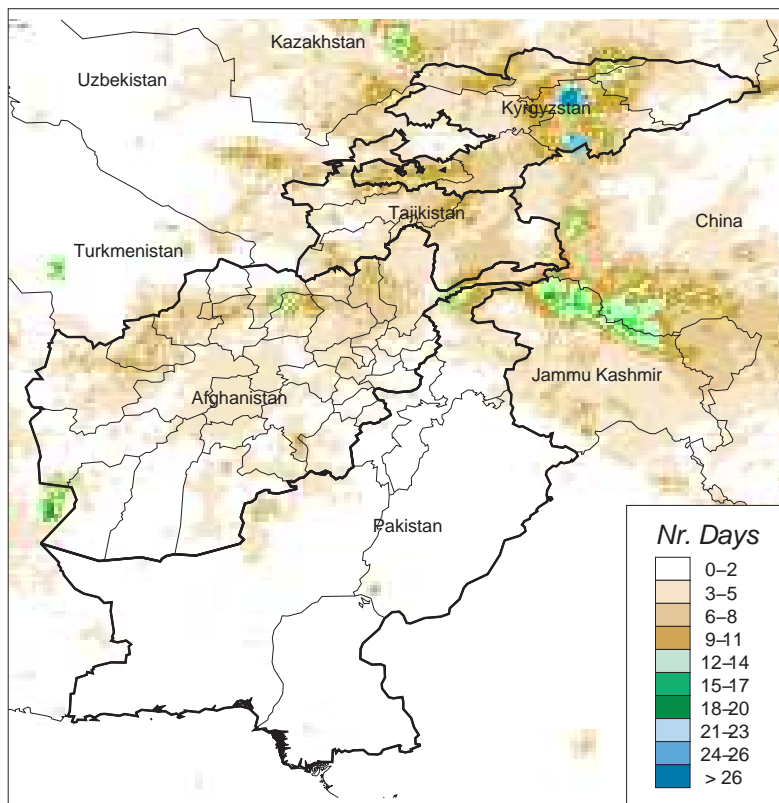 Kazakhstan
Uzbekistan
Kyrgyzstan
Tajikistan
China
Turkmenistan
Jammu Kashmir
Afghanistan
Pakistan
Nr. Days
0–2
3–5
6–8
9–11
12–14
15–17
18–20
21–23
24–26
> 26